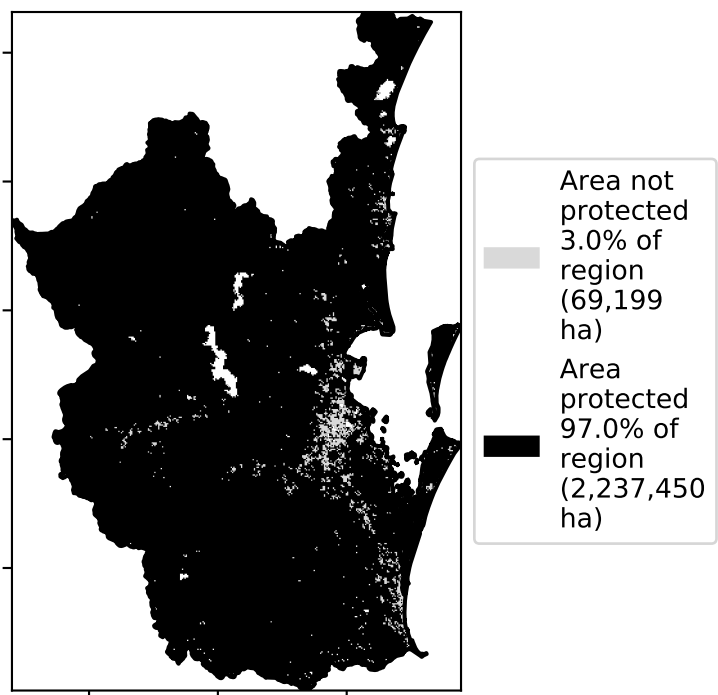 Area not
protected
3.0% of
region
(69,199
ha)
Area
protected
97.0% of
region
(2,237,450
ha)